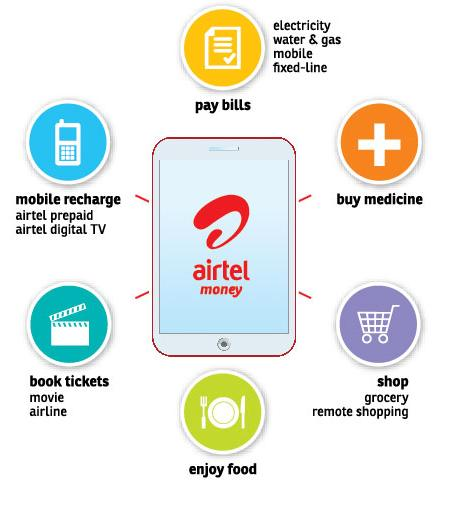 electricity
water & gas
mobile
fixed-line
pay bills
mobile recharge
airtel prepaid
airtel digital TV
buy medicine
airtel
money
book tickets
movie
airline
shop
grocery
remote shopping
enjoy food